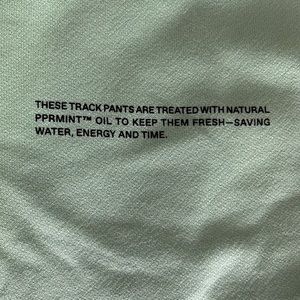 THESE TRACK PANTS ARE TREATED WITH NATURAL
PPRMINT™ OIL TO KEEP THEM FRESH—SAVING
WATER, ENERGY AND TIME.